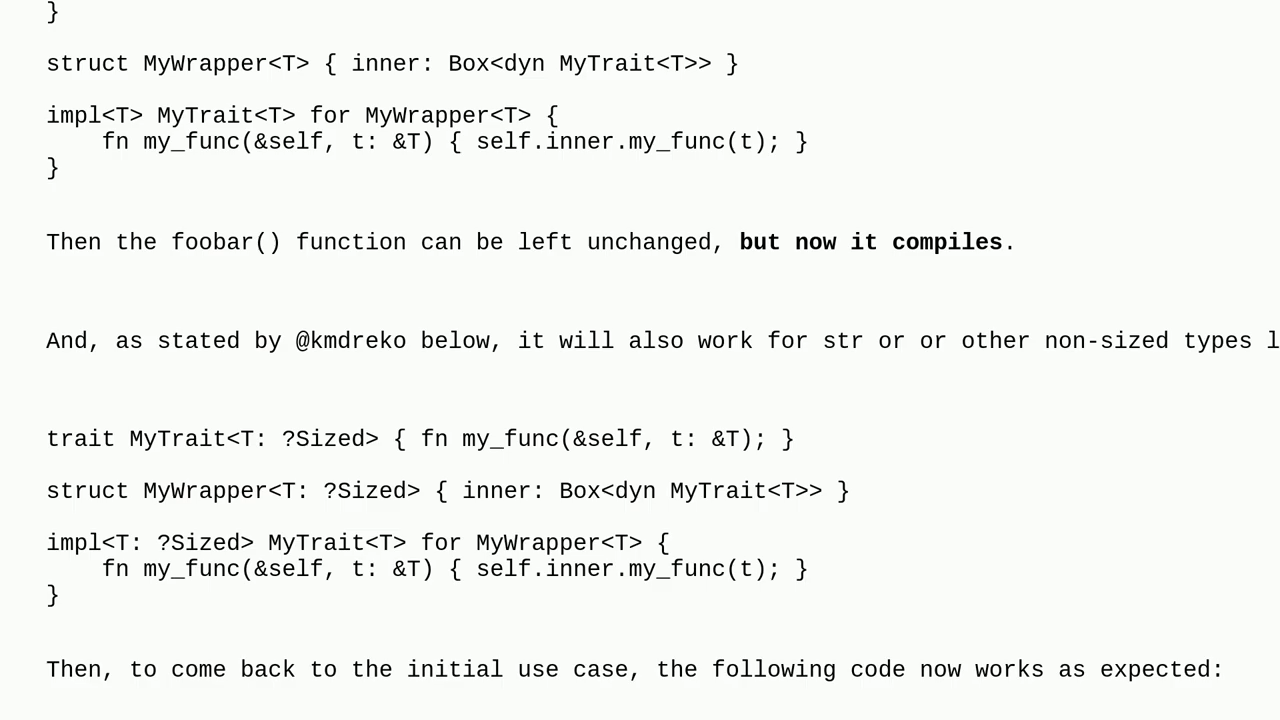 }
struct MyWrapper<T> { inner: Box<dyn MyTrait<T>> }
impl<T> MyTrait<T> for MyWrapper<T> {
    fn my_func(&self, t: &T) { self.inner.my_func(t); }
}
Then the foobar() function can be left unchanged, but now it compiles.
And, as stated by @kmdreko below, it will also work for str or or other non-sized types l
trait MyTrait<T: ?Sized> { fn my_func(&self, t: &T); }
struct MyWrapper<T: ?Sized> { inner: Box<dyn MyTrait<T>> }
impl<T: ?Sized> MyTrait<T> for MyWrapper<T> {
    fn my_func(&self, t: &T) { self.inner.my_func(t); }
}
Then, to come back to the initial use case, the following code now works as expected: